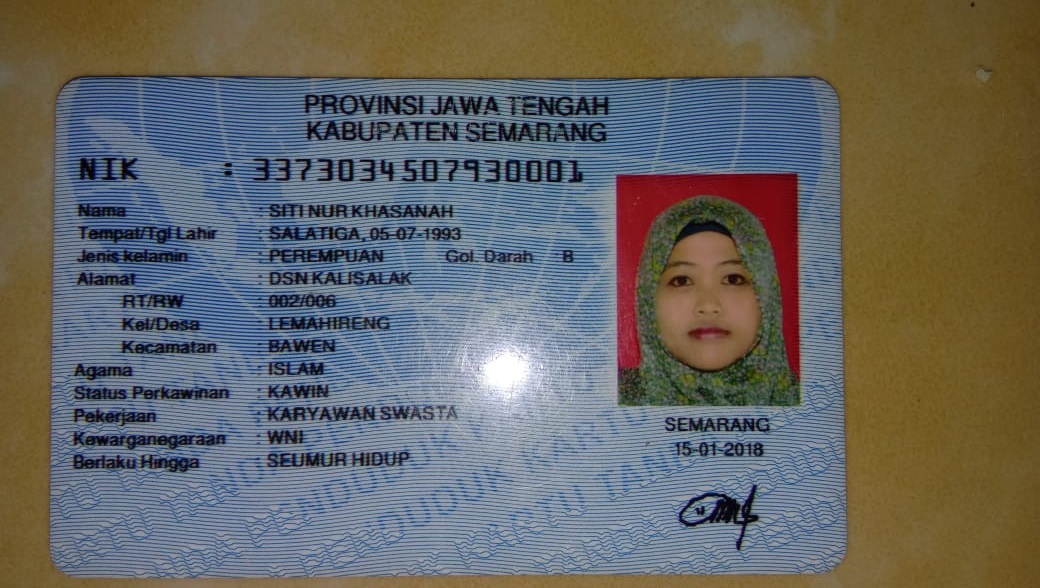 PROVINSI JAWA TENGAH
KABUPATEN SEMARANG
NIK : 3373034507930001
Nama : SITI NUR KHASANAH
Tempat/Tgl Lahir : SALATIGA, 05-07-1993
Jenis kelamin : PEREMPUAN Gol. Darah B
Alamat : DSN KALISALAK
RT/RW : 002/006
Kel/Desa : LEMAHIRENG
Kecamatan : BAWEN
Agama : ISLAM
Status Perkawinan : KAWIN
Pekerjaan : KARYAWAN SWASTA
Kewarganegaraan : WNI
Berlaku Hingga : SEUMUR HIDUP
SEMARANG
15-01-2018